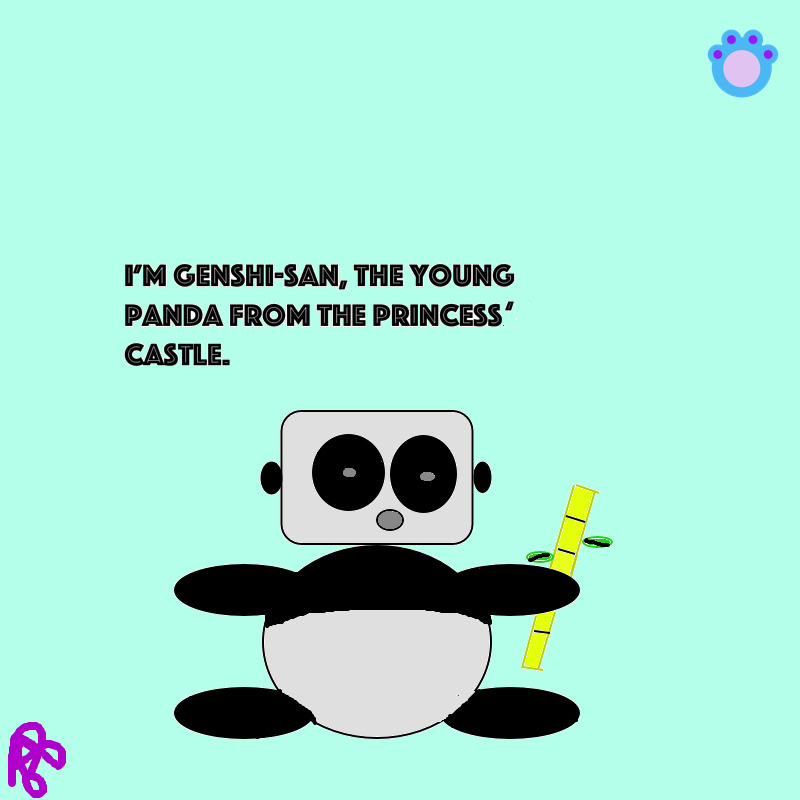 I'M GENSHI-SAN, THE YOUNG
PANDA FROM THE PRINCESS'
CASTLE.